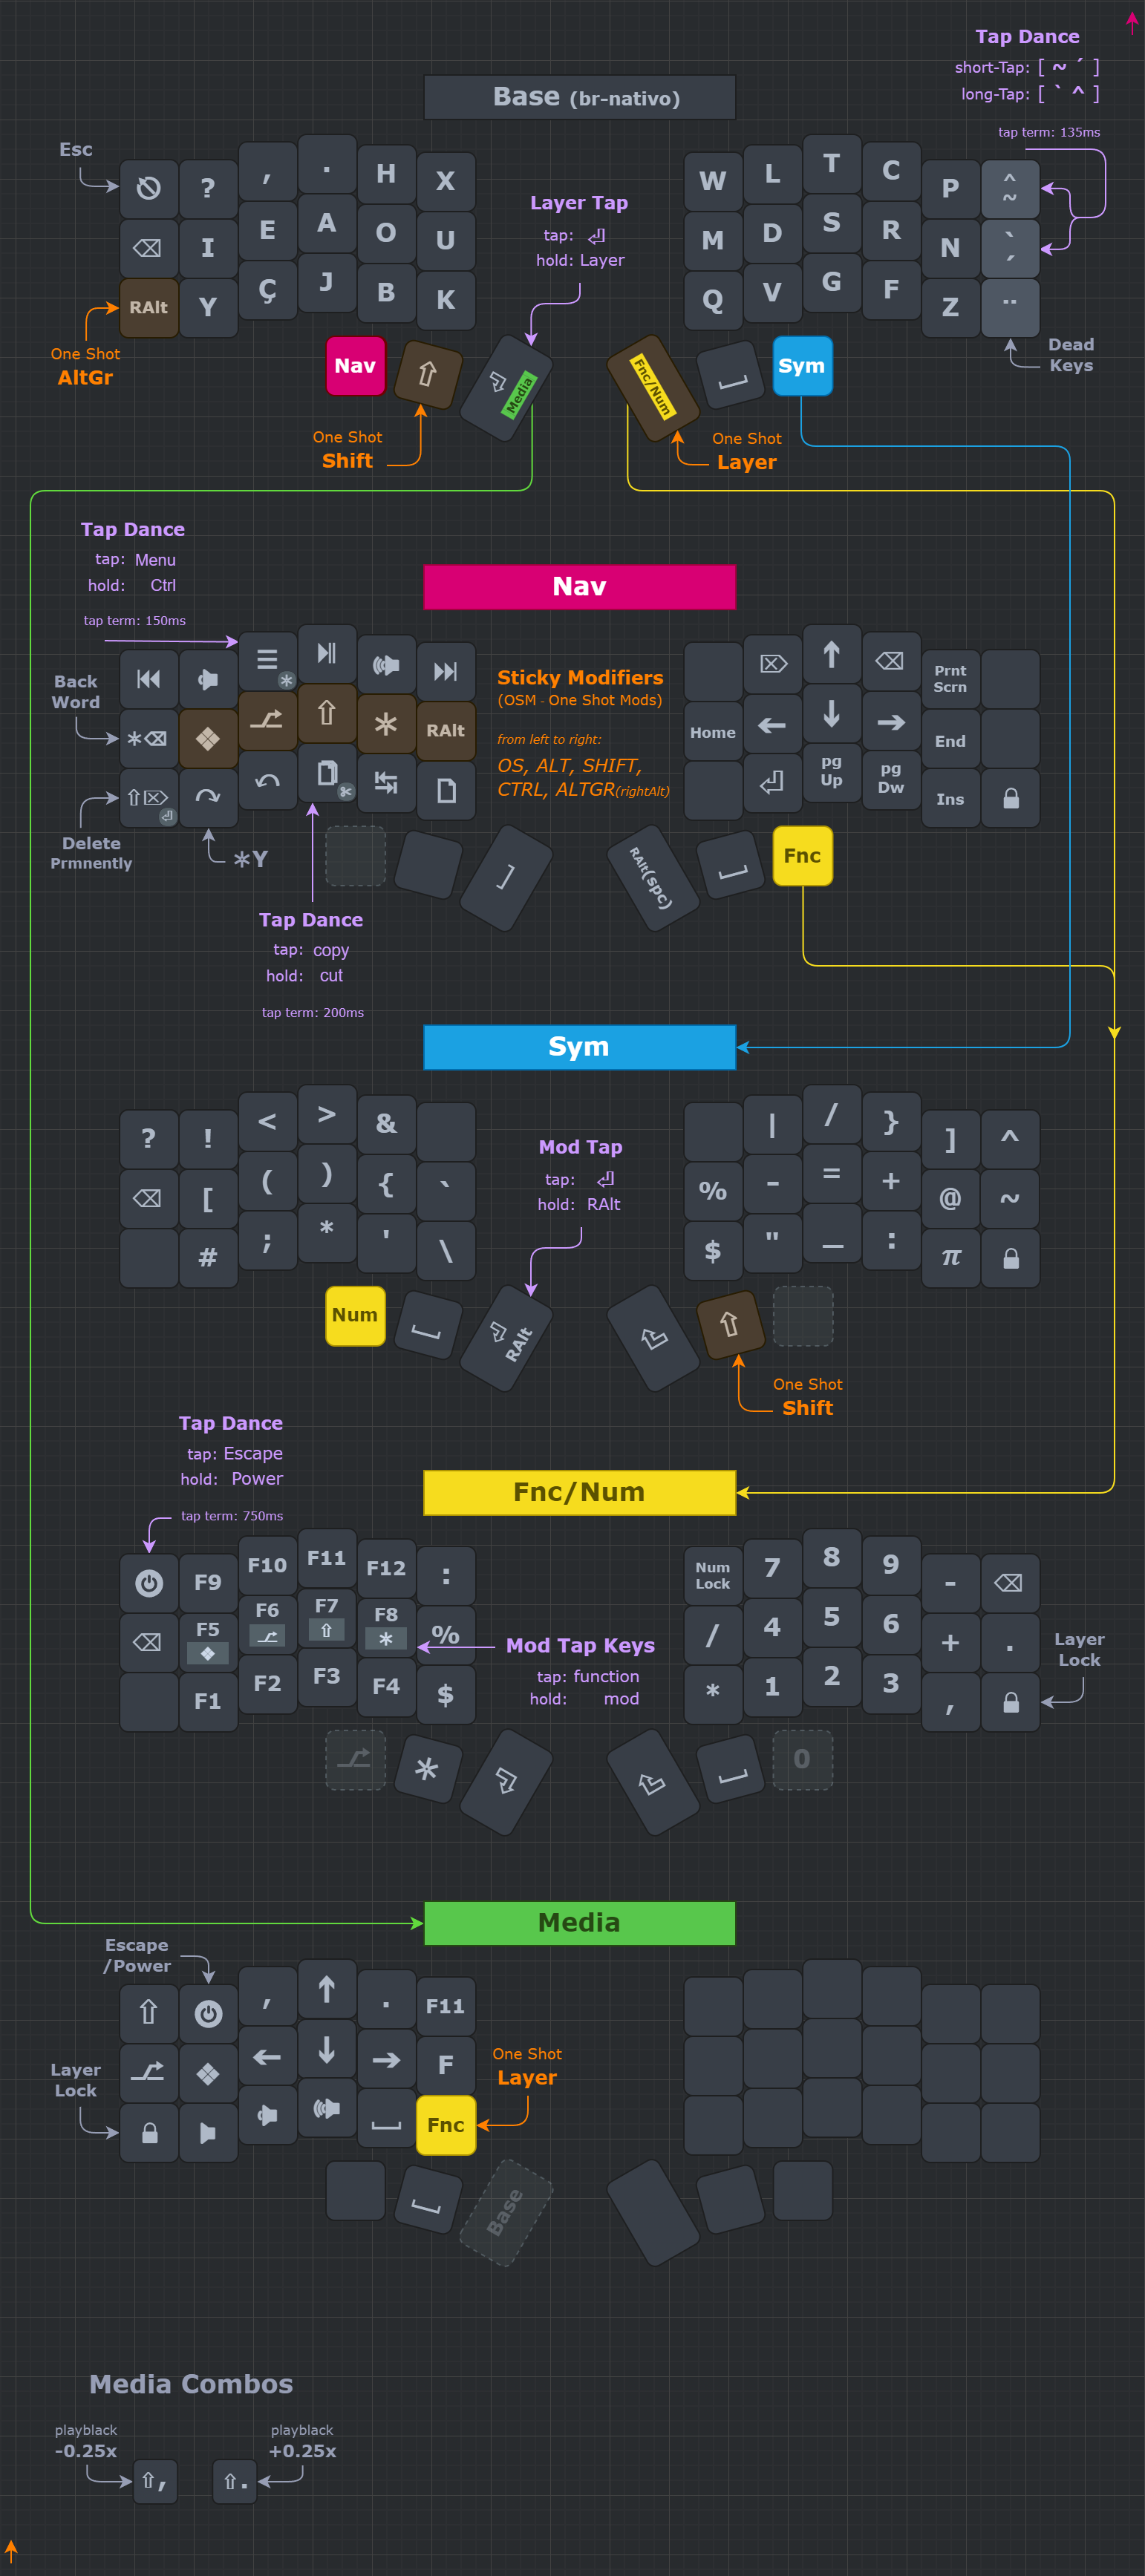 Tap Dance
short-Tap: [ ~ ´ ]
long-Tap: [ ` ^ ]
tap term: 135ms
Base (br-nativo)
Esc
? , . H X
W L T C P ^ ~
I E A O U
M D S R N ` ´
RAlt Y Ç J B K
Q V G F Z ¨
Layer Tap
tap: ⏎
hold: Layer
One Shot
AltGr
Nav ⇧ Media
Fnc/Num Sym
Dead
Keys
One Shot
Shift
One Shot
Layer
Tap Dance
tap: Menu
hold: Ctrl
tap term: 150ms
Nav
Back
Word
Sticky Modifiers
(OSM - One Shot Mods)
from left to right:
OS, ALT, SHIFT,
CTRL, ALTGR(rightAlt)
RAlt
Prnt
Scrn
Home ← ↓ → End
pg
Up
pg
Dw
Ins
Delete
Prmnently
*Y
]
RAlt(spc)
Fnc
Tap Dance
tap: copy
hold: cut
tap term: 200ms
Sym
? ! < > &
| / } ] ^
[ ( ) { `
% - = + @ ~
# ; * ' \
$ " _ : π
Mod Tap
tap: ⏎
hold: RAlt
Num RAlt
One Shot
Shift
Tap Dance
tap: Escape
hold: Power
tap term: 750ms
Fnc/Num
F9 F10 F11 F12 :
Num
Lock
7 8 9 -
F5 F6 F7 F8 %
/ 4 5 6 + .
F1 F2 F3 F4 $
* 1 2 3 ,
Mod Tap Keys
tap: function
hold: mod
Layer
Lock
* 0
Media
Escape
/Power
, ↑ . F11
← ↓ → F
Layer
Lock
Fnc
One Shot
Layer
Base
Media Combos
playblack
-0.25x
playblack
+0.25x
⇧, ⇧.